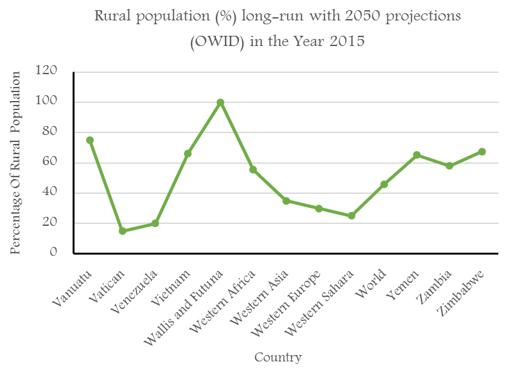 Rural population (%) long-run with 2050 projections
(OWID) in the Year 2015
Percentage Of Rural Population
120
100
80
60
40
20
0
Vanuatu
Vatican
Venezuela
Vietnam
Wallis and Futuna
Western Africa
Western Asia
Western Europe
Western Sahara
World
Yemen
Zambia
Zimbabwe
Country